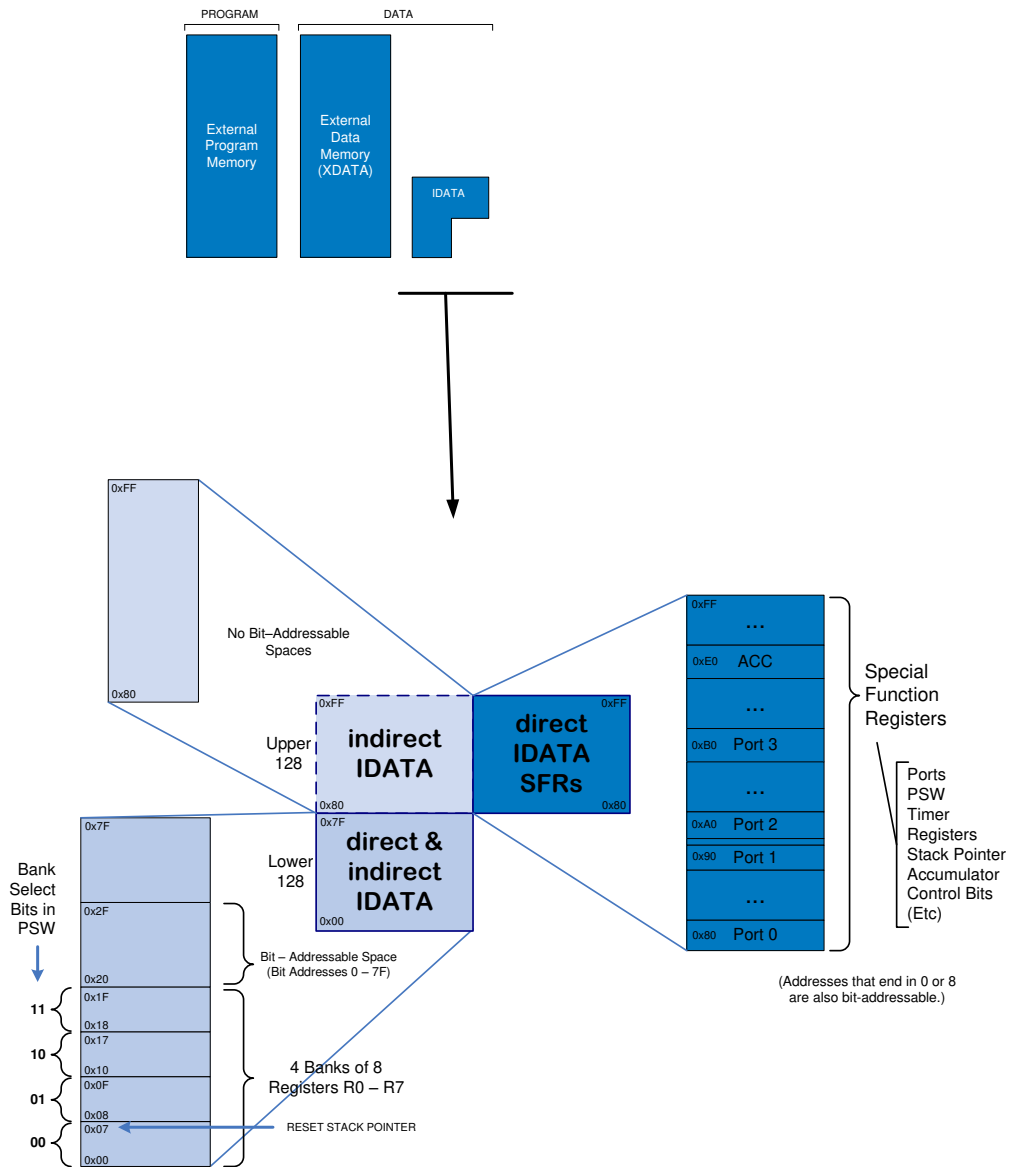 PROGRAM
DATA
External
Program
Memory
External
Data
Memory
(XDATA)
IDATA
0xFF
0x80
No Bit–Addressable
Spaces
Upper
128
0xFF
indirect
IDATA
0x80
0xFF
direct
IDATA
SFRs
0x80
Lower
128
0x7F
direct &
indirect
IDATA
0x00
0xFF
...
0xE0 ACC
...
0xB0 Port 3
...
0xA0 Port 2
0x90 Port 1
...
0x80 Port 0
Special
Function
Registers
Ports
PSW
Timer
Registers
Stack Pointer
Accumulator
Control Bits
(Etc)
(Addresses that end in 0 or 8
are also bit-addressable.)
Bank
Select
Bits in
PSW
0x7F
0x2F
0x20
Bit – Addressable Space
(Bit Addresses 0 – 7F)
11
0x1F
0x18
10
0x17
0x10
01
0x0F
0x08
00
0x07
0x00
4 Banks of 8
Registers R0 – R7
RESET STACK POINTER